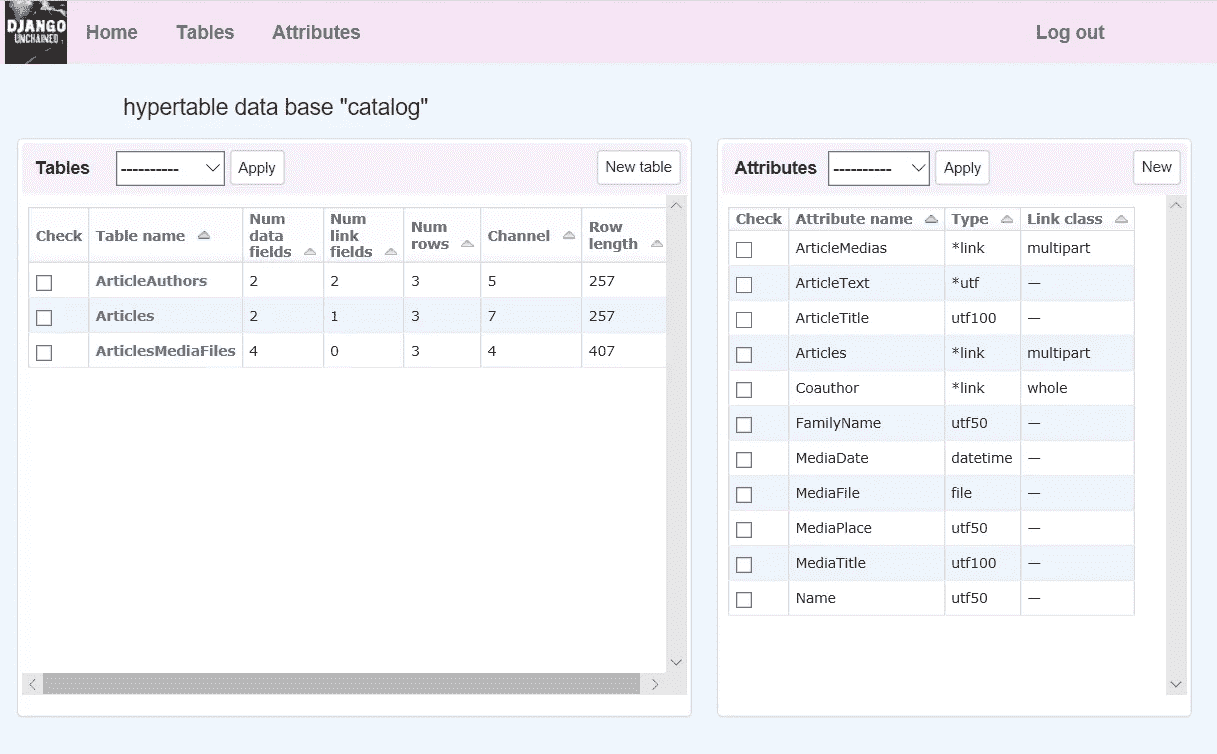 DJANGO
UNCHAINED
Home Tables Attributes Log out
hypertable data base "catalog"
Tables ---------- Apply New table
Check Table name Num data fields Num link fields Num rows Channel Row length
ArticleAuthors 2 2 3 5 257
Articles 2 1 3 7 257
ArticlesMediaFiles 4 0 3 4 407
Attributes ---------- Apply New
Check Attribute name Type Link class
ArticleMedias *link multipart
ArticleText *utf —
ArticleTitle utf100 —
Articles *link multipart
Coauthor *link whole
FamilyName utf50 —
MediaDate datetime —
MediaFile file —
MediaPlace utf50 —
MediaTitle utf100 —
Name utf50 —